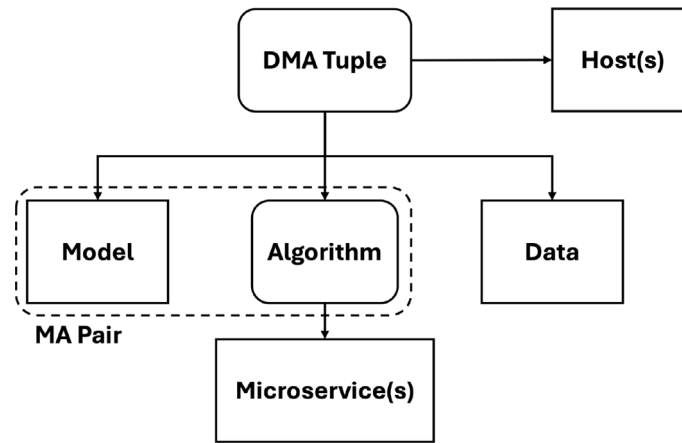 DMA Tuple
Host(s)
Model
Algorithm
Data
MA Pair
Microservice(s)